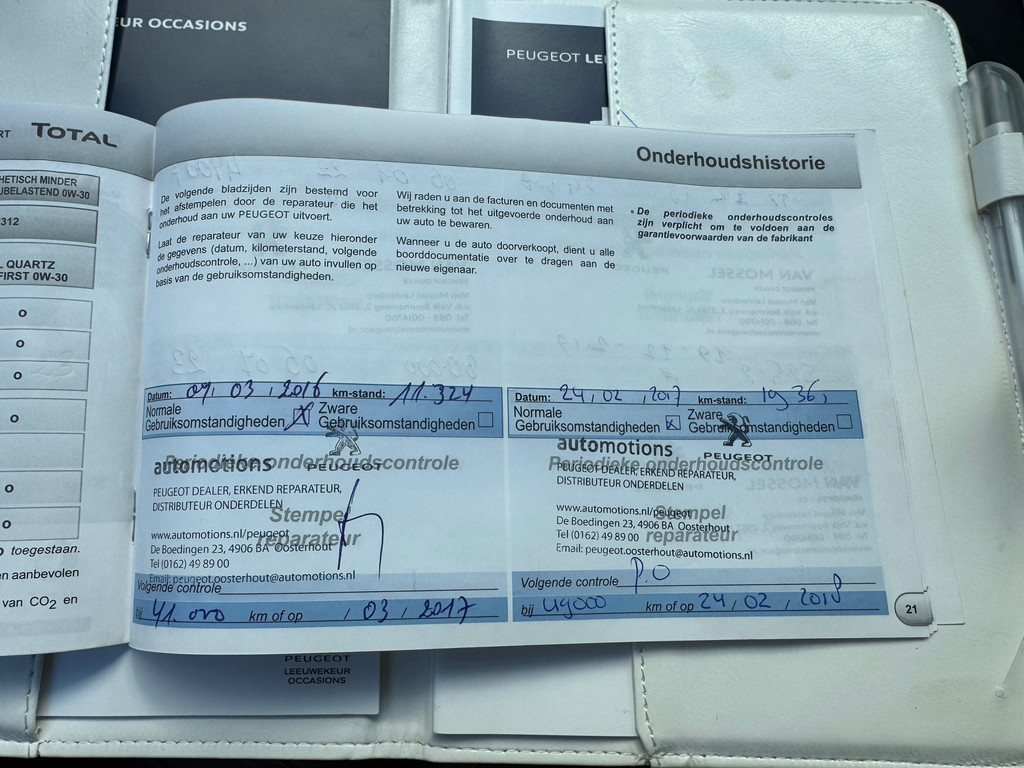 EUR OCCASIONS
PEUGEOT LE
RT TOTAL
HETISCH MINDER
UBELASTEND 0W-30
312
QUARTZ
FIRST 0W-30
o
o
o
o
o
o
toegestaan.
n aanbevolen
van CO2 en
Onderhoudshistorie
De volgende bladzijden zijn bestemd voor
het afstempelen door de reparateur die het
onderhoud aan uw PEUGEOT uitvoert.
Laat de reparateur van uw keuze hieronder
de gegevens (datum, kilometerstand, volgende
onderhoudscontrole, ...) van uw auto invullen op
basis van de gebruiksomstandigheden.
Wij raden u aan de facturen en documenten met
betrekking tot het uitgevoerde onderhoud aan
uw auto te bewaren.
Wanneer u de auto doorverkoopt, dient u alle
boorddocumentatie over te dragen aan de
nieuwe eigenaar.
• De periodieke onderhoudscontroles
zijn verplicht om te voldoen aan de
garantievoorwaarden van de fabrikant
Datum: 09, 03, 2016 km-stand: 11.324
Normale
Gebruiksomstandigheden X Zware
Gebruiksomstandigheden
automotions PEUGEOT
Periodieke onderhoudscontrole
PEUGEOT DEALER, ERKEND REPARATEUR,
DISTRIBUTEUR ONDERDELEN
Stempel
reparateur
www.automotions.nl/peugeot
De Boedingen 23, 4906 BA Oosterhout
Tel (0162) 49 89 00
Email: peugeot.oosterhout@automotions.nl
Volgende controle
bij 41.000 km of op / 03 / 2017
Datum: 24, 02, 2017 km-stand: 19 36
Normale
Gebruiksomstandigheden X Zware
Gebruiksomstandigheden
automotions PEUGEOT
Periodieke onderhoudscontrole
PEUGEOT DEALER, ERKEND REPARATEUR,
DISTRIBUTEUR ONDERDELEN
Stempel
reparateur
www.automotions.nl/peugeot
De Boedingen 23, 4906 BA Oosterhout
Tel (0162) 49 89 00
Email: peugeot.oosterhout@automotions.nl
Volgende controle P.O
bij 49000 km of op 24 / 02 / 2018
21
PEUGEOT
LEEUWEKEUR
OCCASIONS